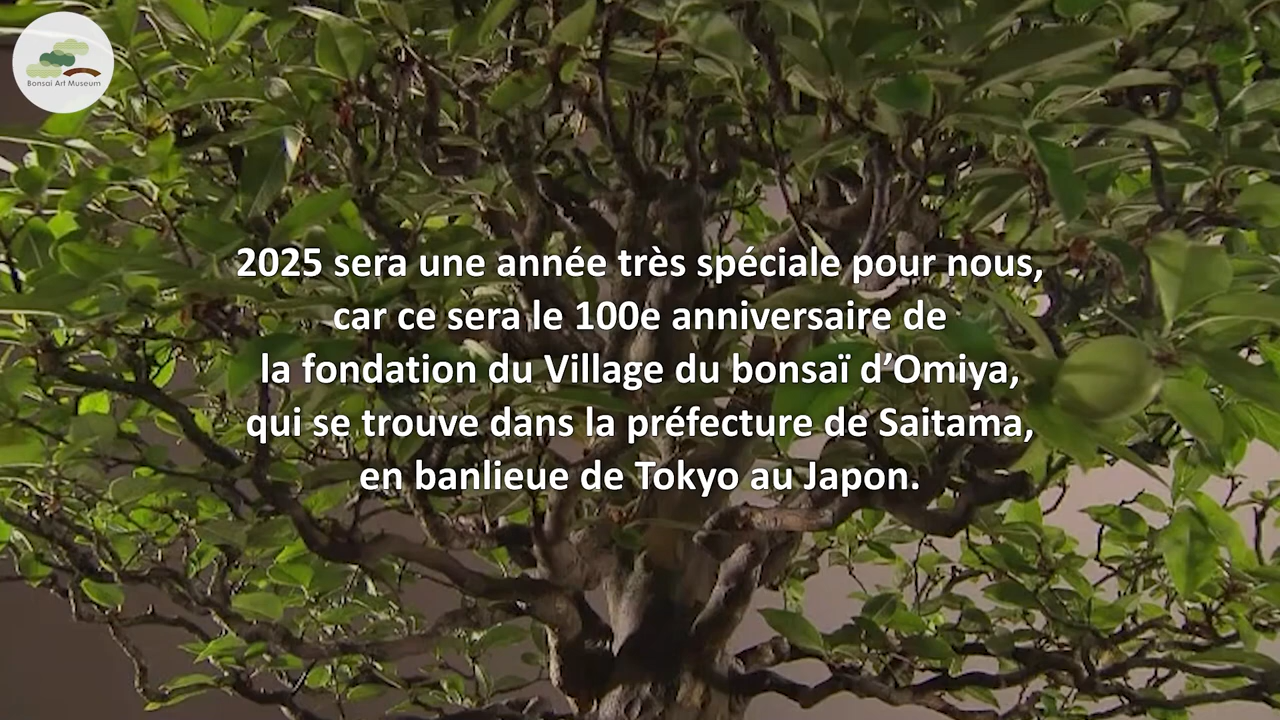 Bonsai Art Museum
2025 sera une année très spéciale pour nous,
car ce sera le 100e anniversaire de
la fondation du Village du bonsaï d’Omiya,
qui se trouve dans la préfecture de Saitama,
en banlieue de Tokyo au Japon.